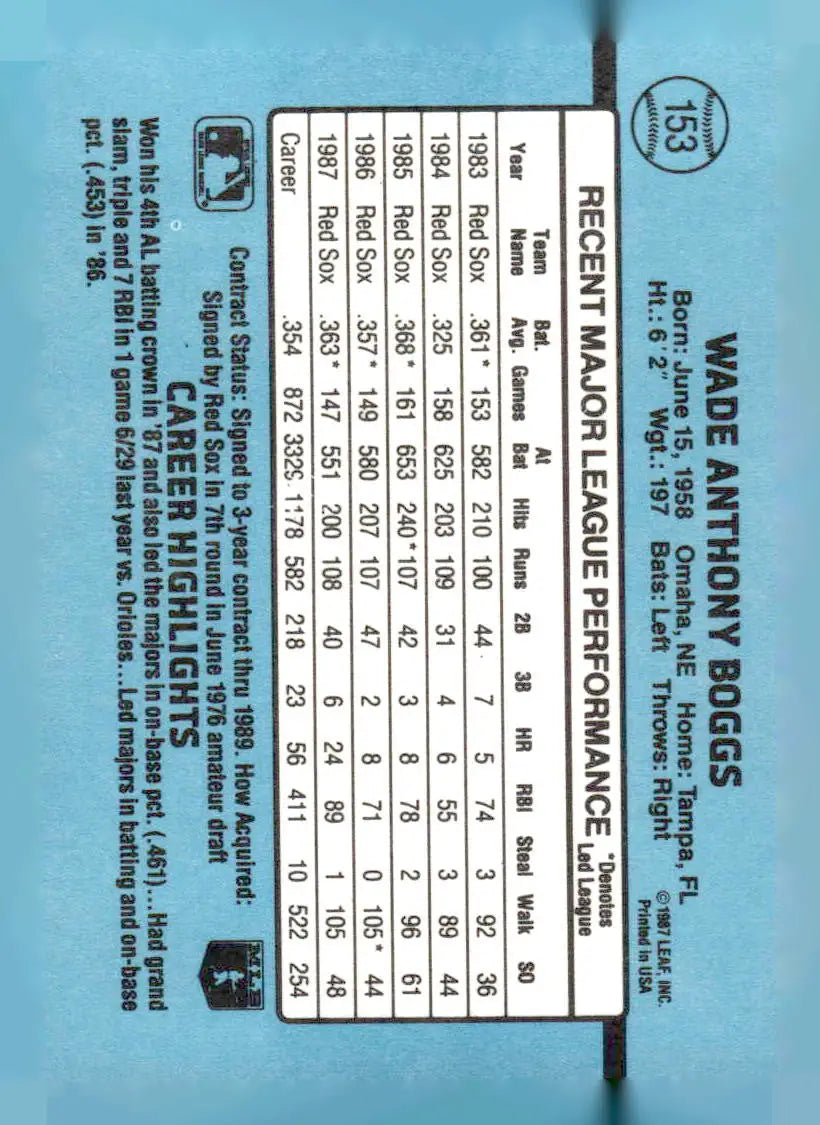 153
WADE ANTHONY BOGGS
Born: June 15, 1958 Omaha, NE Home: Tampa, FL
Ht.: 6'2" Wgt.: 197 Bats: Left Throws: Right
©1987 LEAF, INC.
Printed in USA
RECENT MAJOR LEAGUE PERFORMANCE *Denotes Led League
Year Team Name Bat. Avg. Games At Bat Hits Runs 2B 3B HR RBI Steal Walk SO
1983 Red Sox .361* 153 582 210 100 44 7 5 74 3 92 36
1984 Red Sox .325 158 625 203 109 31 4 6 55 3 89 44
1985 Red Sox .368* 161 653 240* 107 42 3 8 78 2 96 61
1986 Red Sox .357* 149 580 207 107 47 2 8 71 0 105* 44
1987 Red Sox .363* 147 551 200 108 40 6 24 89 1 105 48
Career .354 872 3329 1178 582 218 23 56 411 10 522 254
Contract Status: Signed to 3-year contract thru 1989. How Acquired:
Signed by Red Sox in 7th round in June 1976 amateur draft
MLB
CAREER HIGHLIGHTS
Won his 4th AL batting crown in '87 and also led the majors in on-base pct. (.461)...Had grand
slam, triple and 7 RBI in 1 game 6/29 last year vs. Orioles...Led majors in batting and on-base
pct. (.453) in '86.